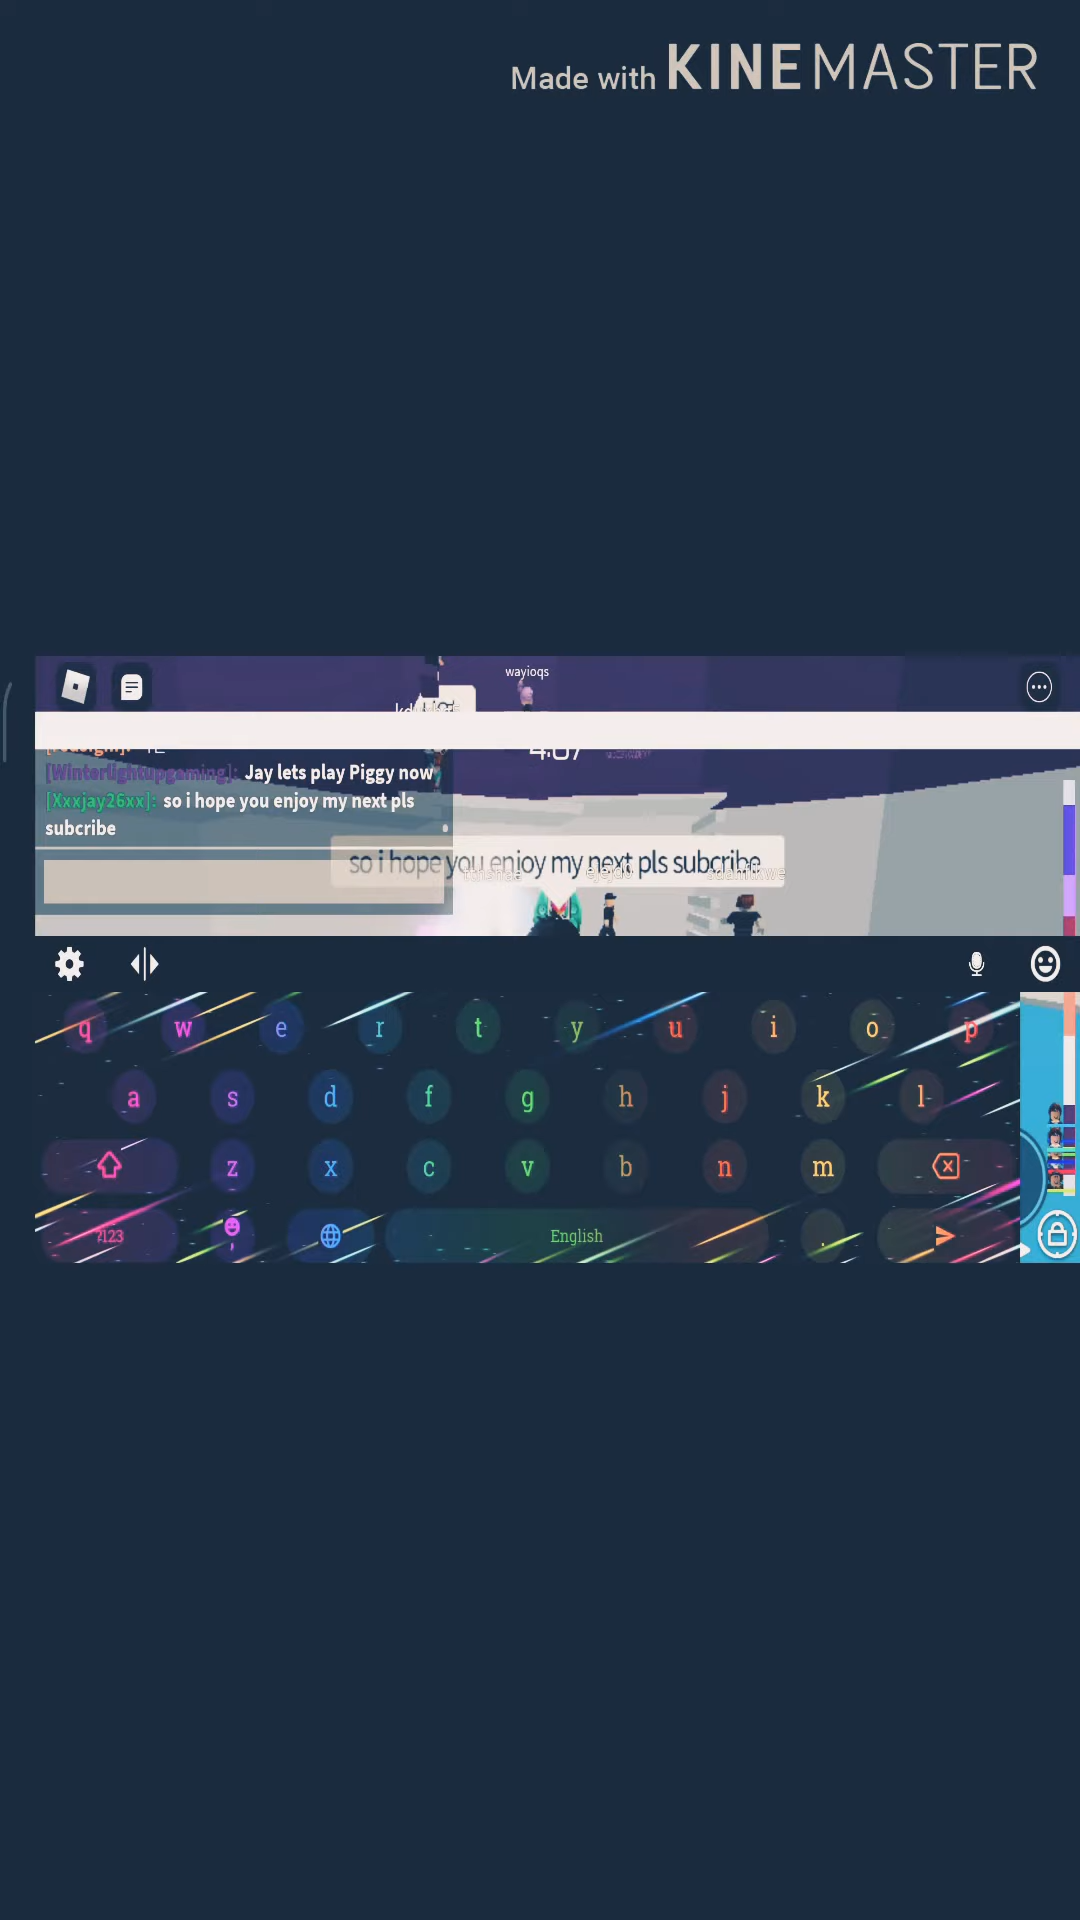 Made with KINEMASTER
wayioqs
[Winterlightupgaming]: Jay lets play Piggy now
[Xxxjay26xx]: so i hope you enjoy my next pls
subcribe
so i hope you enjoy my next pls subcribe
q w e r t y u i o p
a s d f g h j k l
z x c v b n m
?123 , English .